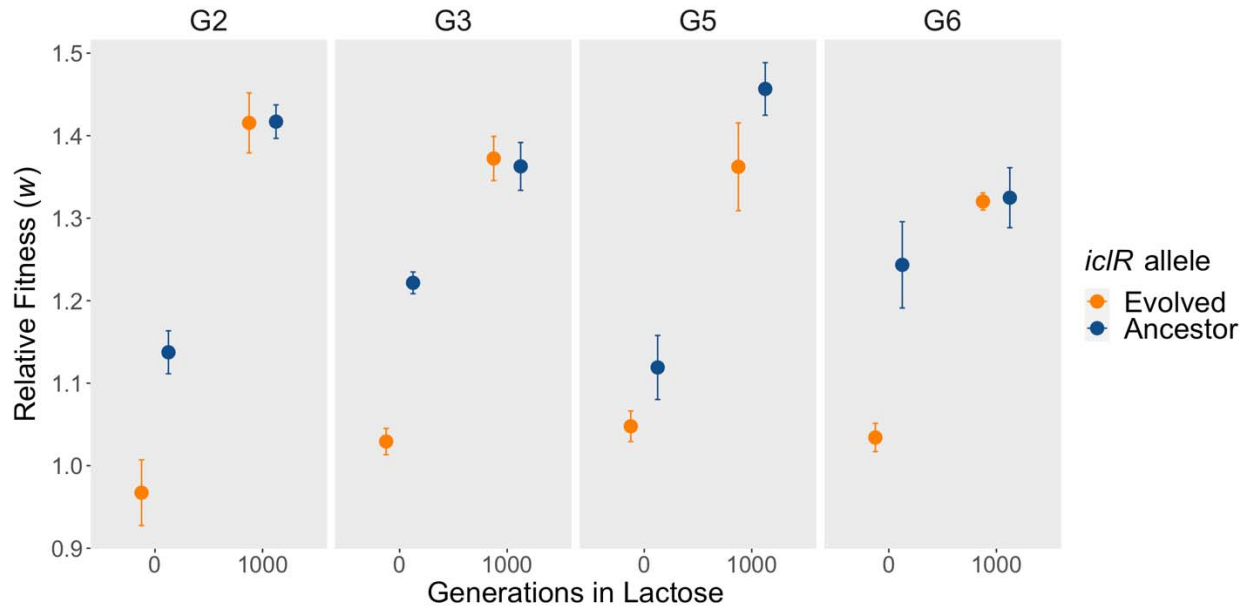 G2 G3 G5 G6
1.5
1.4
1.3
1.2
1.1
1.0
0.9
Relative Fitness (w)
0 1000 0 1000 0 1000 0 1000
Generations in Lactose
iclR allele
Evolved
Ancestor